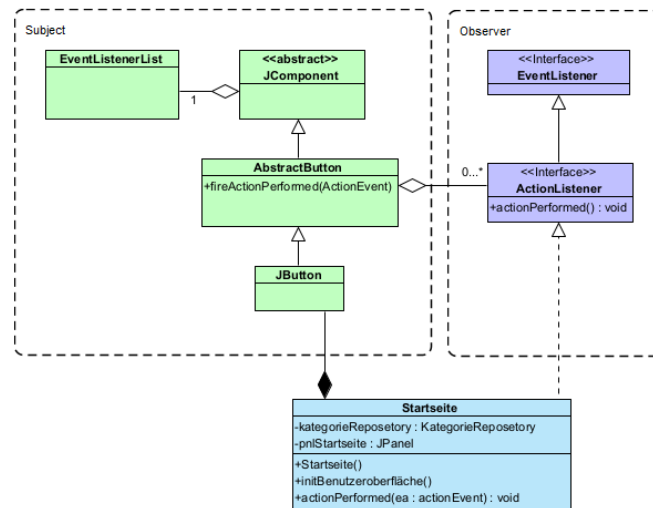 Subject
EventListenerList
<<abstract>>
JComponent
1
AbstractButton
+fireActionPerformed(ActionEvent)
JButton
Observer
<<Interface>>
EventListener
0...*
<<Interface>>
ActionListener
+actionPerformed() : void
Startseite
-kategorieReposetory : KategorieReposetory
-pnlStartseite : JPanel
+Startseite()
+initBenutzeroberfläche()
+actionPerformed(ea : actionEvent) : void